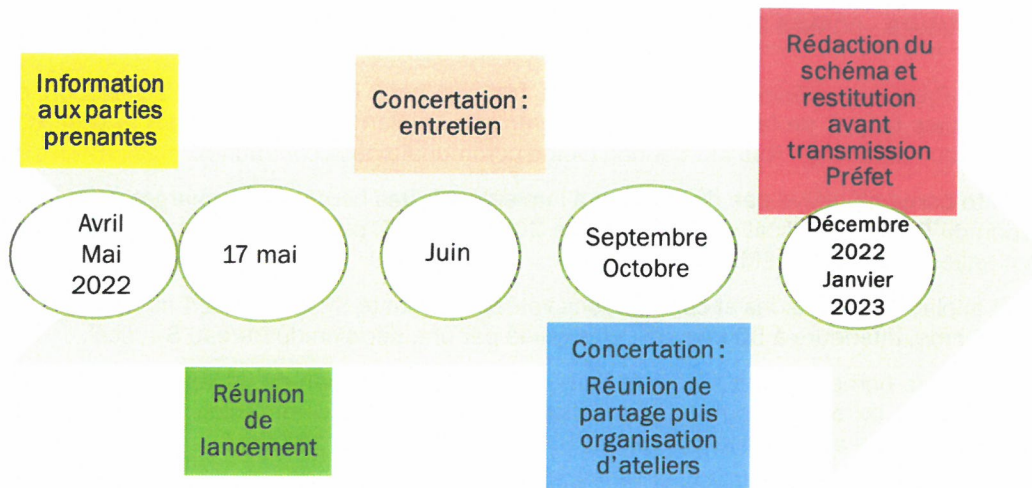 Information
aux parties
prenantes
Avril
Mai
2022
17 mai
Réunion
de
lancement
Concertation :
entretien
Juin
Septembre
Octobre
Concertation :
Réunion de
partage puis
organisation
d'ateliers
Rédaction du
schéma et
restitution
avant
transmission
Préfet
Décembre
2022
Janvier
2023